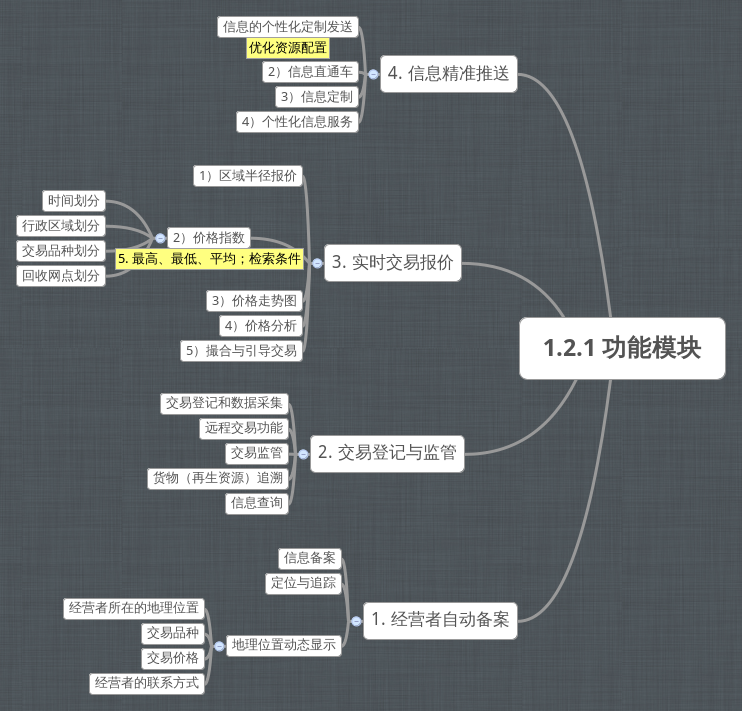 信息的个性化定制发送
优化资源配置
2）信息直通车
3）信息定制
4）个性化信息服务
4. 信息精准推送
1）区域半径报价
时间划分
行政区域划分
交易品种划分
回收网点划分
2）价格指数
5. 最高、最低、平均；检索条件
3）价格走势图
4）价格分析
5）撮合与引导交易
3. 实时交易报价
1.2.1 功能模块
交易登记和数据采集
远程交易功能
交易监管
货物（再生资源）追溯
信息查询
2. 交易登记与监管
信息备案
定位与追踪
经营者所在的地理位置
交易品种
交易价格
经营者的联系方式
地理位置动态显示
1. 经营者自动备案